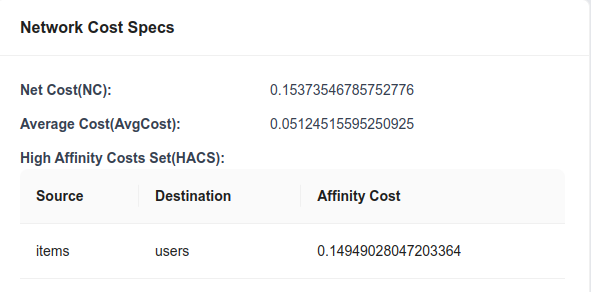 Network Cost Specs
Net Cost(NC): 0.15373546785752776
Average Cost(AvgCost): 0.05124515595250925
High Affinity Costs Set(HACS):
Source Destination Affinity Cost
items users 0.14949028047203364